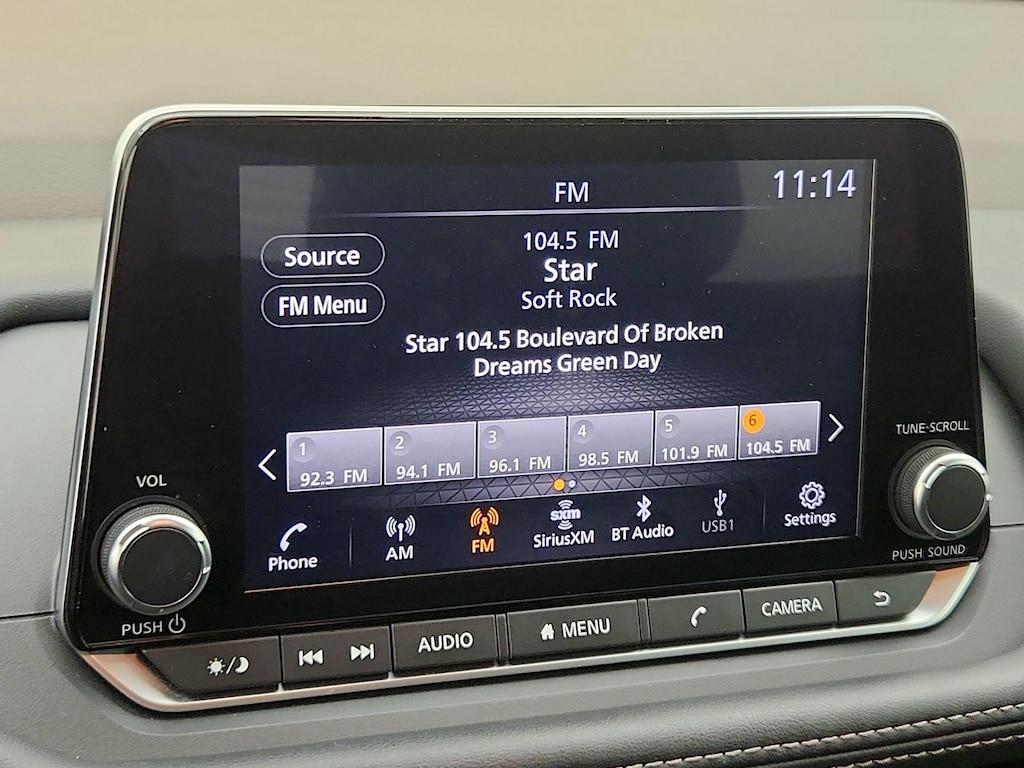 FM
11:14
Source
FM Menu
104.5 FM
Star
Soft Rock
Star 104.5 Boulevard Of Broken
Dreams Green Day
1
92.3 FM
2
94.1 FM
3
96.1 FM
4
98.5 FM
5
101.9 FM
6
104.5 FM
Phone
AM
FM
sxm
SiriusXM
BT Audio
USB1
Settings
VOL
PUSH
TUNE-SCROLL
PUSH SOUND
AUDIO
MENU
CAMERA